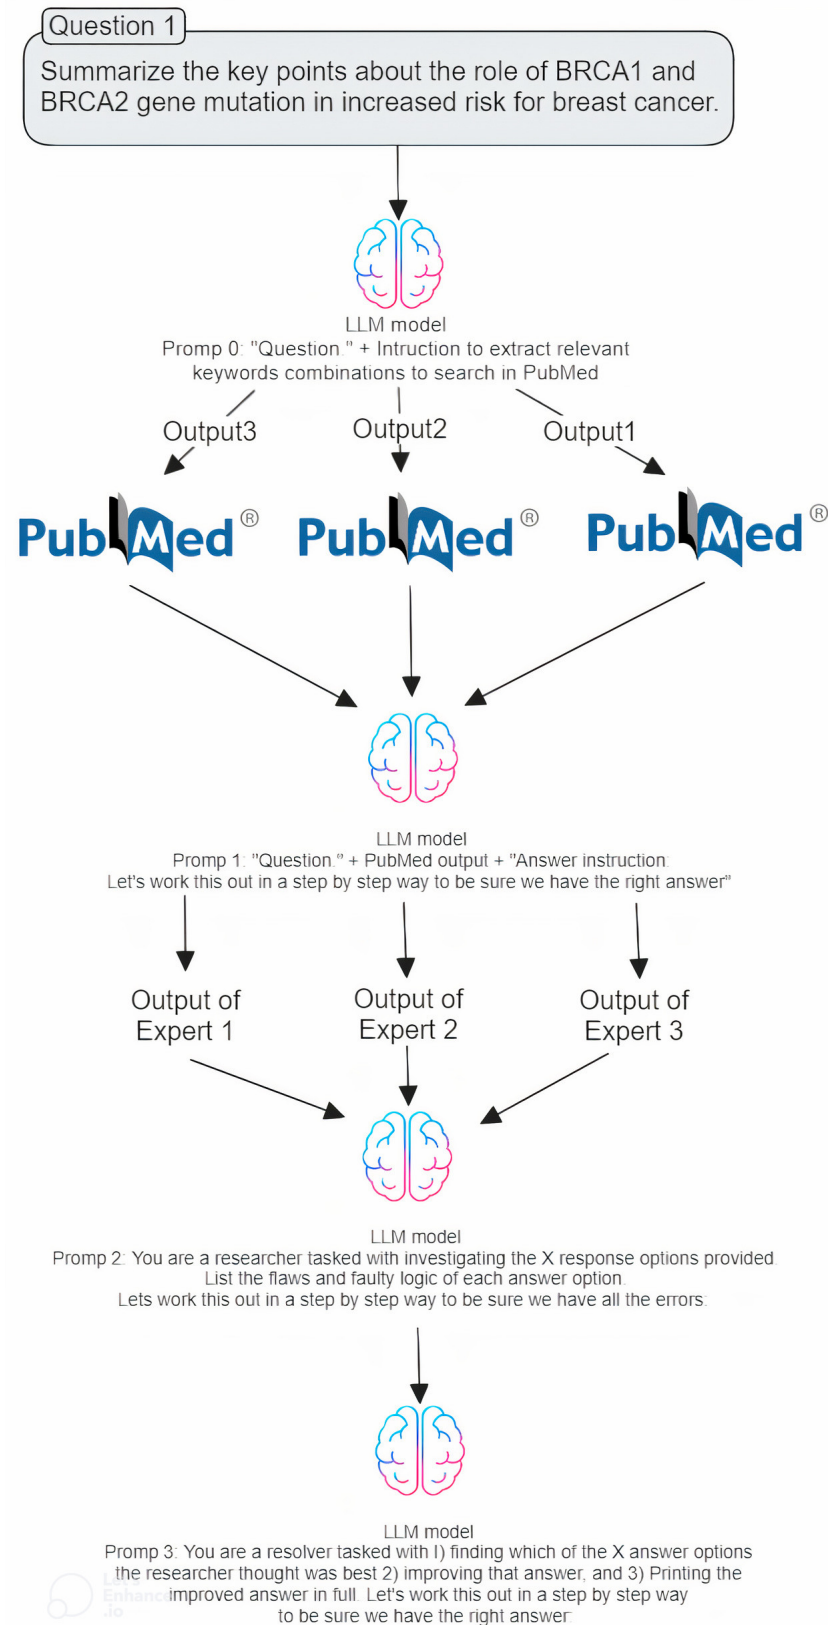 Question 1
Summarize the key points about the role of BRCA1 and
BRCA2 gene mutation in increased risk for breast cancer.
LLM model
Promp 0: "Question." + Intruction to extract relevant
keywords combinations to search in PubMed
Output3
Output2
Output1
PubMed®
PubMed®
PubMed®
LLM model
Promp 1: "Question." + PubMed output + "Answer instruction:
Let's work this out in a step by step way to be sure we have the right answer"
Output of
Expert 1
Output of
Expert 2
Output of
Expert 3
LLM model
Promp 2: You are a researcher tasked with investigating the X response options provided.
List the flaws and faulty logic of each answer option.
Lets work this out in a step by step way to be sure we have all the errors:
LLM model
Promp 3: You are a resolver tasked with I) finding which of the X answer options
the researcher thought was best 2) improving that answer, and 3) Printing the
improved answer in full. Let's work this out in a step by step way
to be sure we have the right answer:
Let's
Enhance
.io